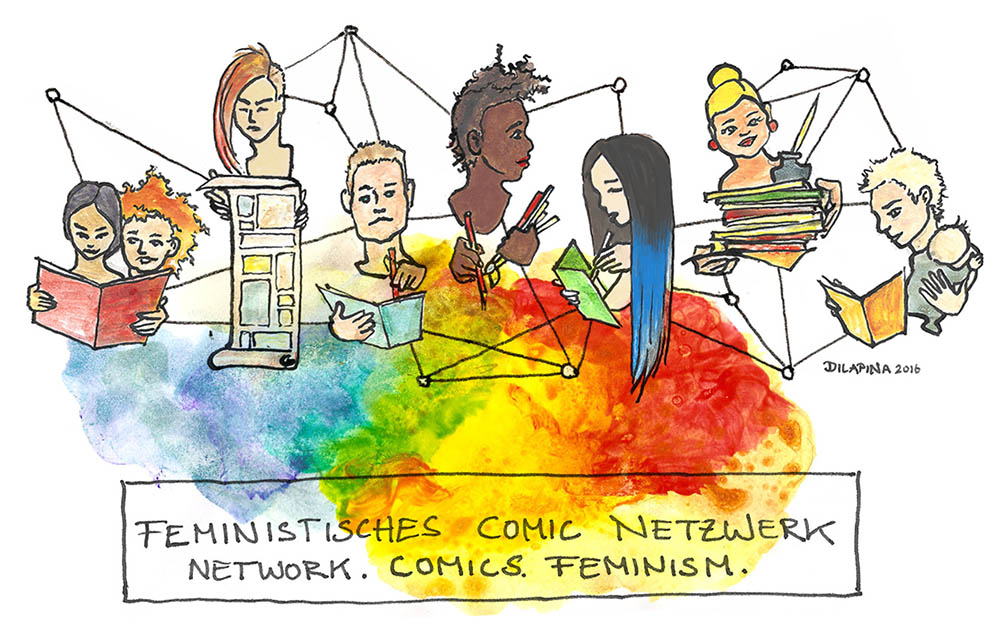 DILAPINA 2016
FEMINISTISCHES COMIC NETZWERK
NETWORK. COMICS. FEMINISM.